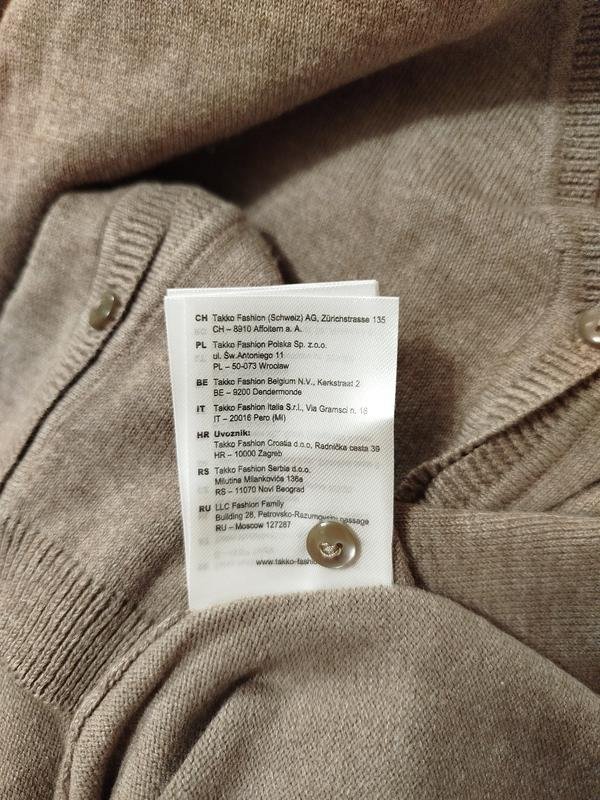 CH Takko Fashion (Schweiz) AG, Zürichstrasse 135
CH – 8910 Affoltern a. A.
PL Takko Fashion Polska Sp. z.o.o.
ul. Św.Antoniego 11
PL – 50-073 Wrocław
BE Takko Fashion Belgium N.V., Kerkstraat 2
BE – 9200 Dendermonde
IT Takko Fashion Italia S.r.l., Via Gramsci n. 18
IT – 20016 Pero (MI)
HR Uvoznik:
Takko Fashion Croatia d.o.o, Radnička cesta 39
HR – 10000 Zagreb
RS Takko Fashion Serbia d.o.o.
Milutina Milankovića 136a
RS – 11070 Novi Beograd
RU LLC Fashion Family
Building 28, Petrovsko-Razumovsky passage
RU – Moscow 127287
www.takko-fashio